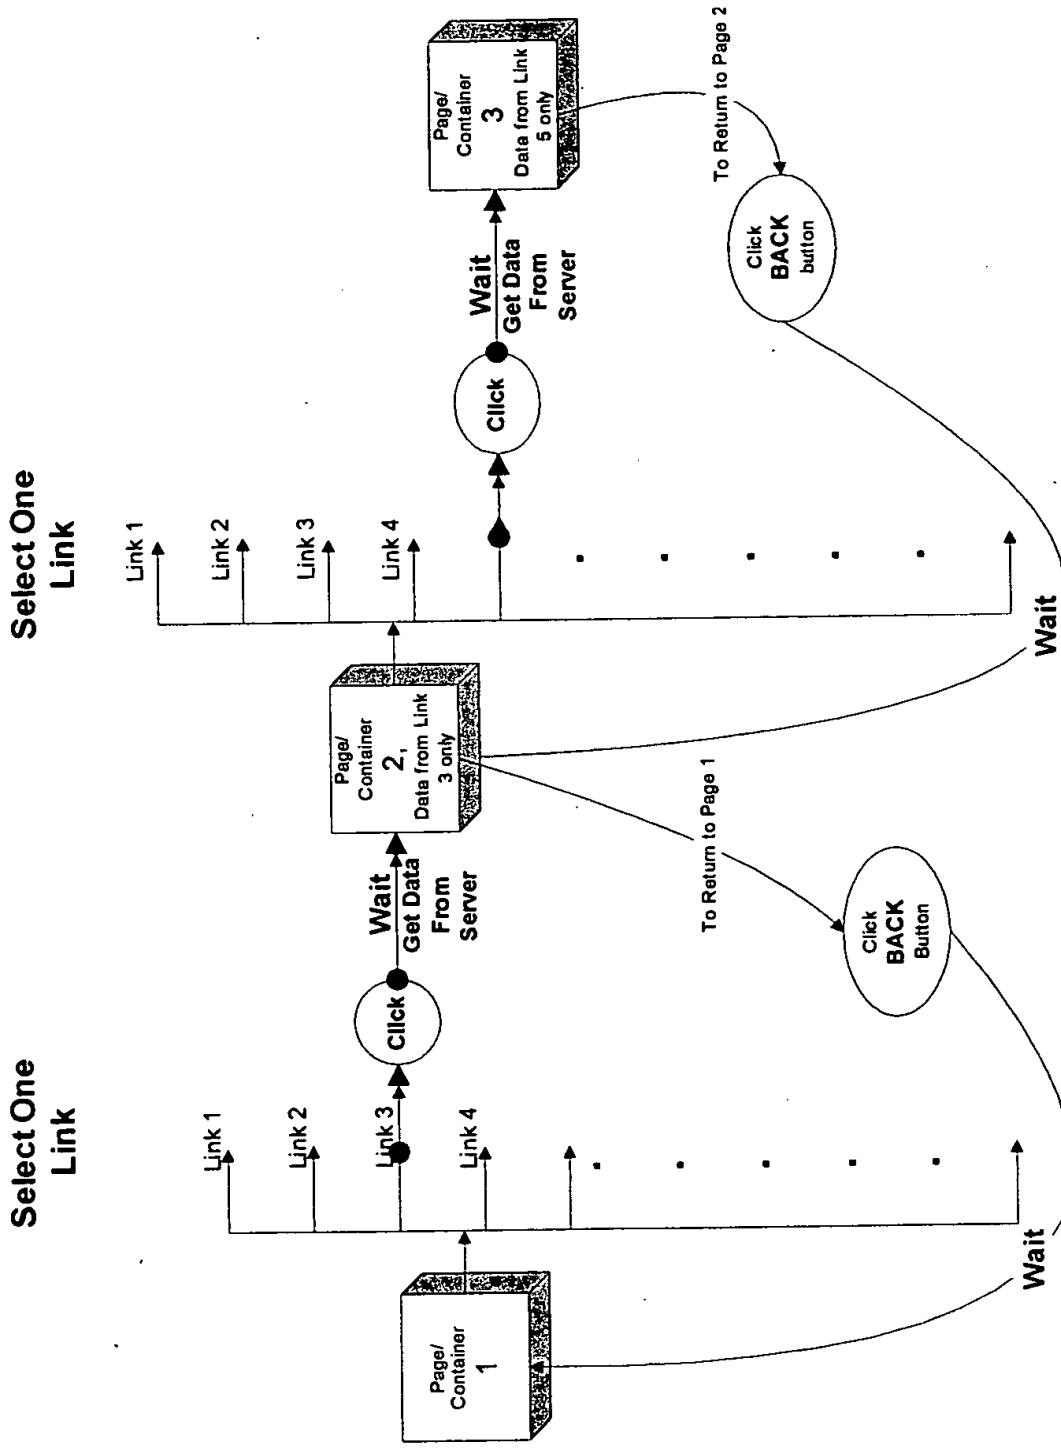 Select One
Link
Select One
Link
Link 1
Link 2
Link 3
Link 4
Link 1
Link 2
Link 3
Link 4
Page/
Container
1
Click
Wait
Get Data
From
Server
Page/
Container
2,
Data from Link
3 only
Click
Wait
Get Data
From
Server
Page/
Container
3
Data from Link
5 only
To Return to Page 1
To Return to Page 2
Click
BACK
Button
Click
BACK
button
Wait
Wait